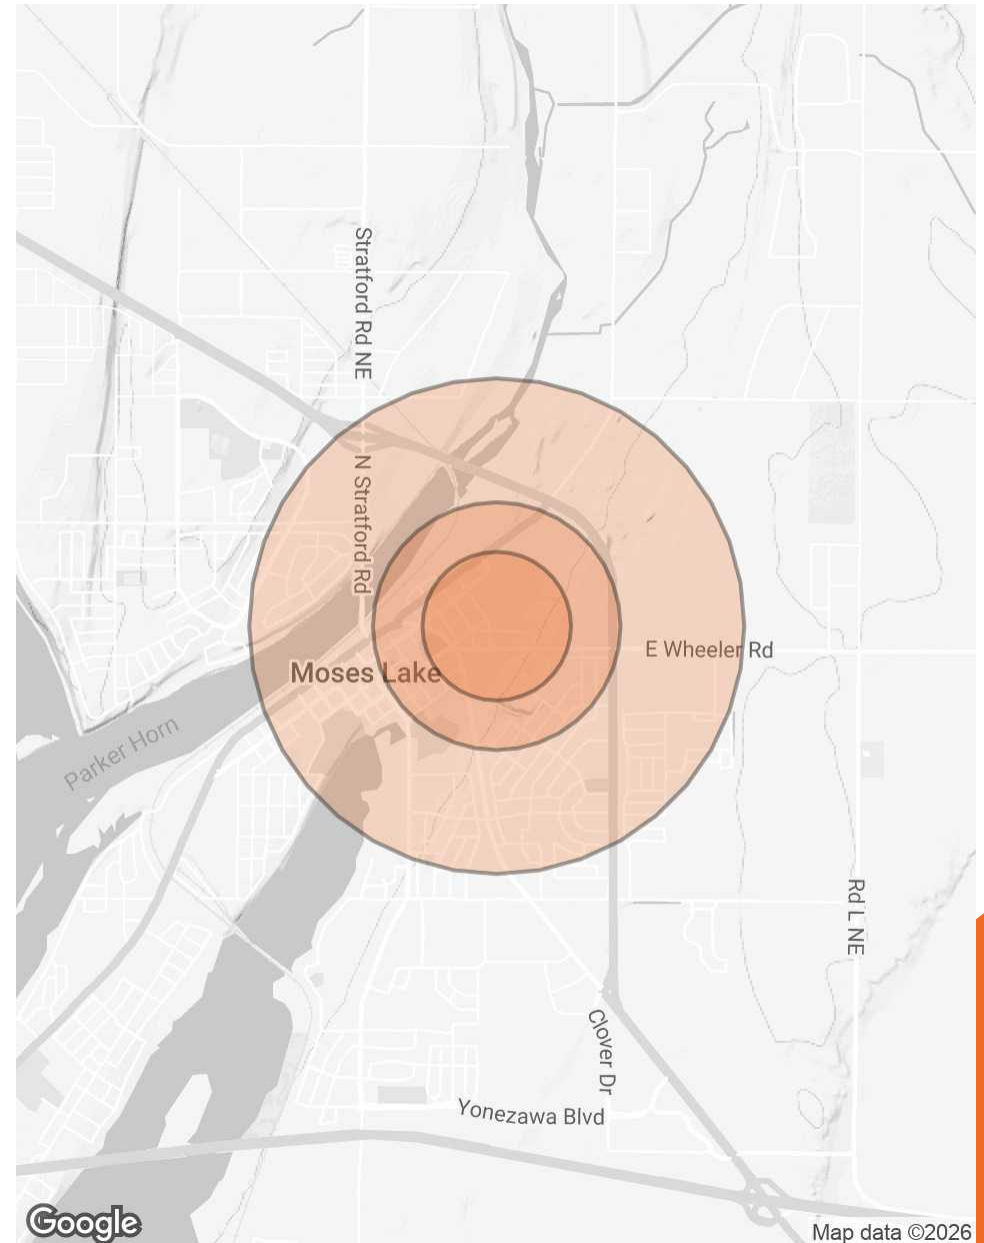 Stratford Rd NE
N Stratford Rd
E Wheeler Rd
Moses Lake
Parker Horn
Rd L NE
Clover Dr
Yonezawa Blvd
Google
Map data ©2026